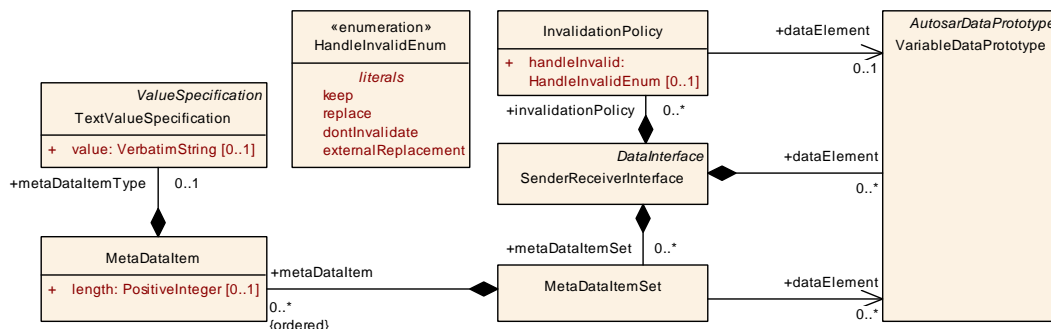 «enumeration»
HandleInvalidEnum
literals
keep
replace
dontInvalidate
externalReplacement
InvalidationPolicy
+ handleInvalid:
HandleInvalidEnum [0..1]
+dataElement
0..1
AutosarDataPrototype
VariableDataPrototype
ValueSpecification
TextValueSpecification
+ value: VerbatimString [0..1]
+invalidationPolicy 0..*
DataInterface
SenderReceiverInterface
+dataElement
0..*
+metaDataItemType 0..1
+metaDataItemSet 0..*
MetaDataItem
+ length: PositiveInteger [0..1]
+metaDataItem
0..*
{ordered}
MetaDataItemSet
+dataElement
0..*